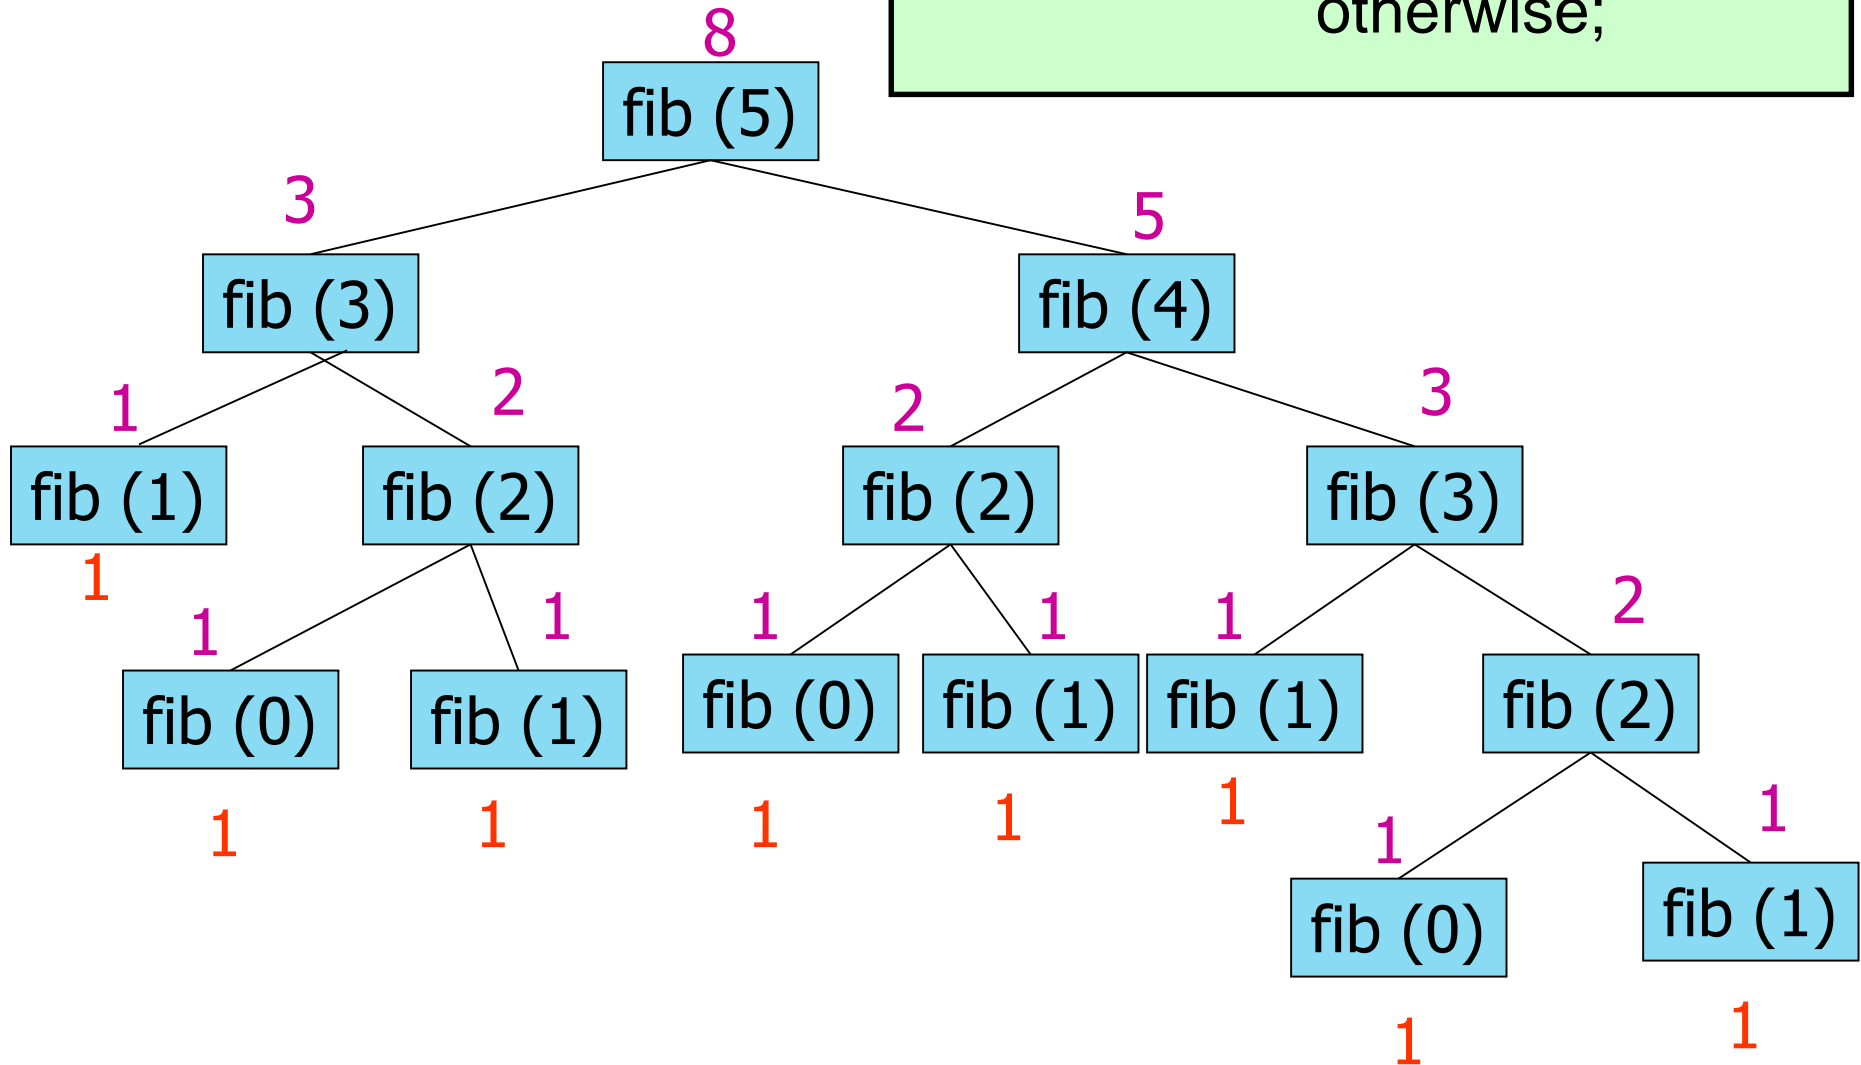 otherwise;
8
fib (5)
3 5
fib (3) fib (4)
1 2 2 3
fib (1) fib (2) fib (2) fib (3)
1
1 1 1 1 1 2
fib (0) fib (1) fib (0) fib (1) fib (1) fib (2)
1 1 1 1 1
1 1
fib (0) fib (1)
1 1